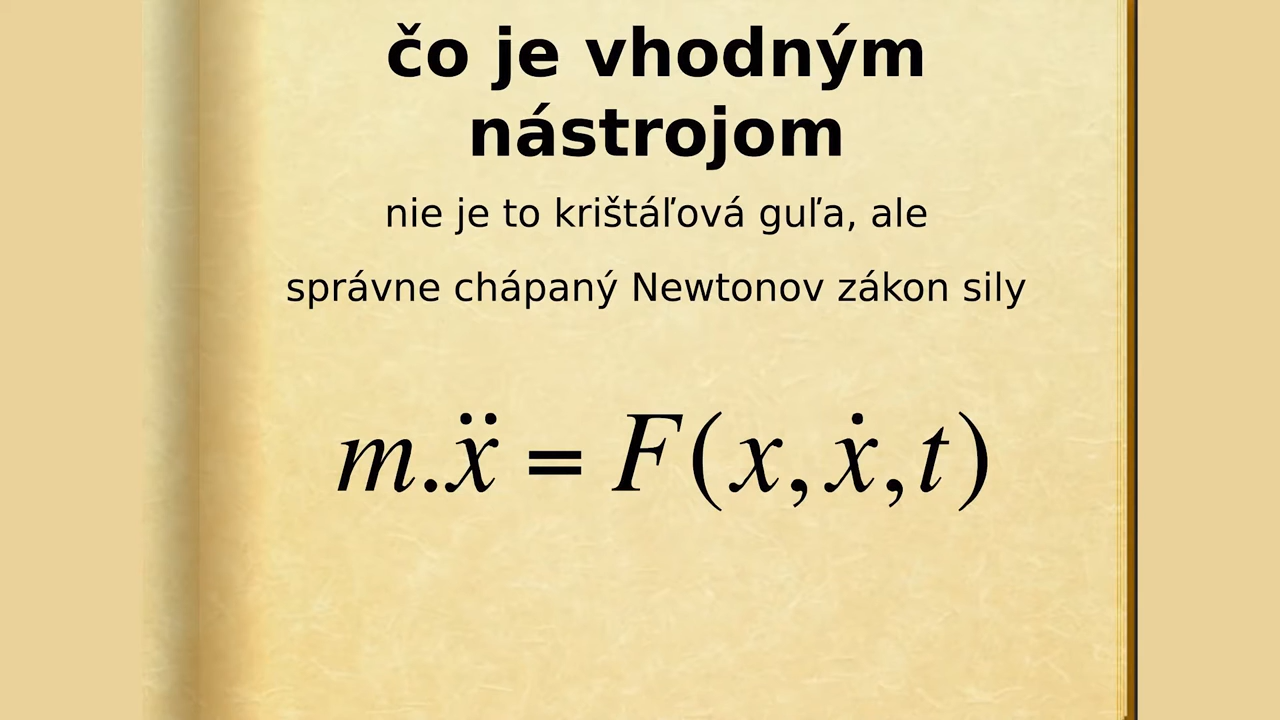 čo je vhodným
nástrojom
nie je to krištáľová guľa, ale
správne chápaný Newtonov zákon sily
m.ẍ = F(x,ẋ,t)